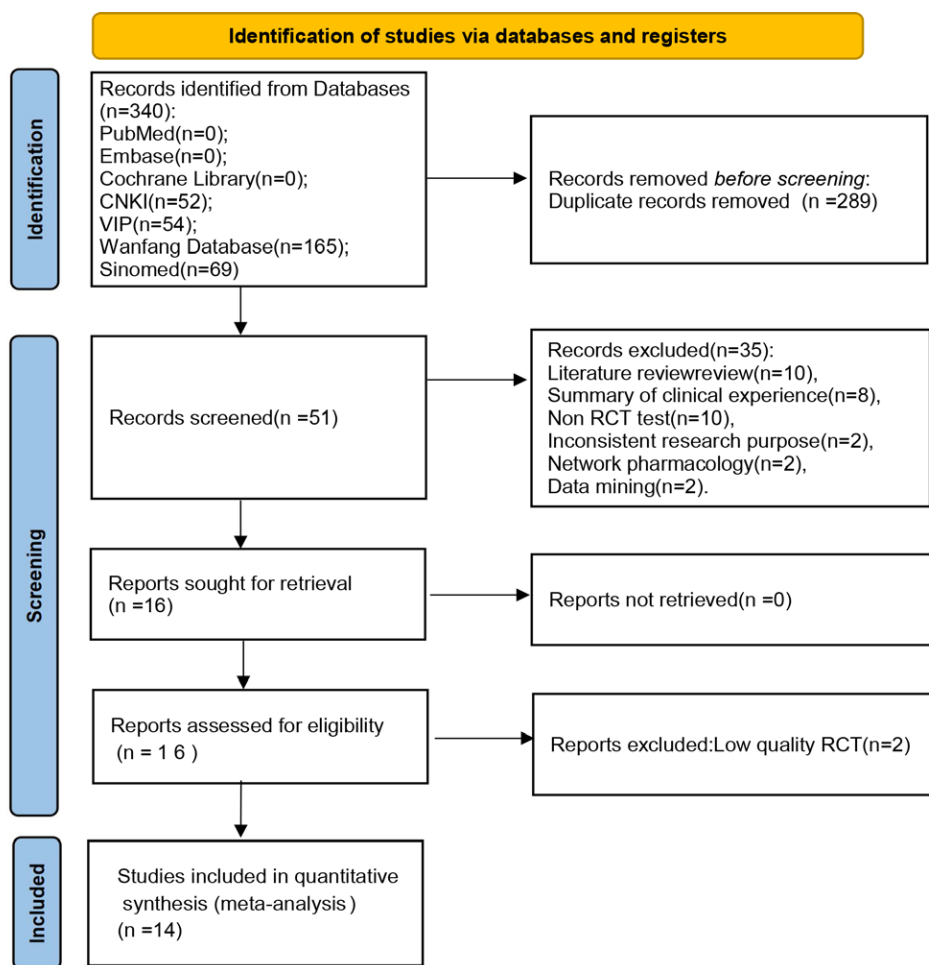 Identification of studies via databases and registers
Identification
Records identified from Databases
(n=340):
PubMed(n=0);
Embase(n=0);
Cochrane Library(n=0);
CNKI(n=52);
VIP(n=54);
Wanfang Database(n=165);
Sinomed(n=69)
Records removed before screening:
Duplicate records removed (n =289)
Screening
Records screened(n =51)
Records excluded(n=35):
Literature reviewreview(n=10),
Summary of clinical experience(n=8),
Non RCT test(n=10),
Inconsistent research purpose(n=2),
Network pharmacology(n=2),
Data mining(n=2).
Reports sought for retrieval
(n =16)
Reports not retrieved(n =0)
Reports assessed for eligibility
(n = 1 6 )
Reports excluded:Low quality RCT(n=2)
Included
Studies included in quantitative
synthesis (meta-analysis )
(n =14)